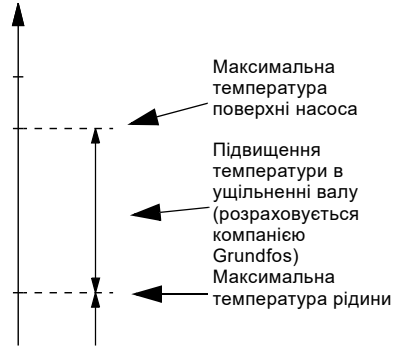 Максимальна
температура
поверхні насоса
Підвищення
температури в
ущільненні валу
(розраховується
компанією
Grundfos)
Максимальна
температура рідини